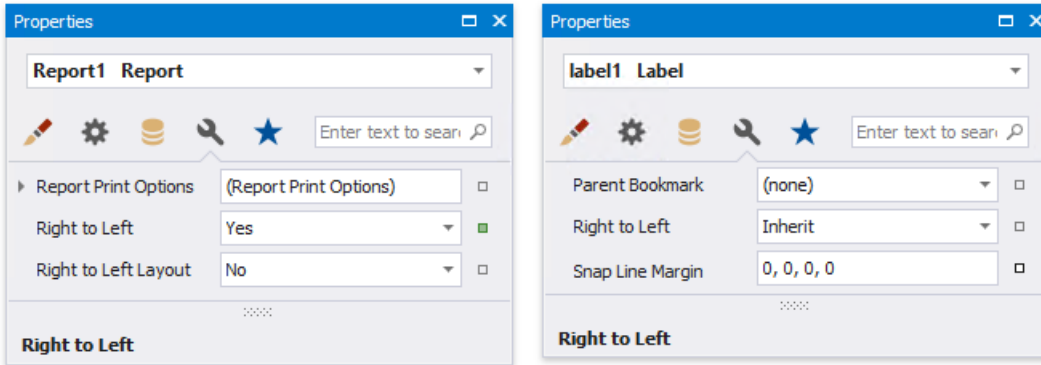 Properties
Report1 Report
Enter text to sear
Report Print Options (Report Print Options)
Right to Left Yes
Right to Left Layout No
Right to Left
Properties
label1 Label
Enter text to sear
Parent Bookmark (none)
Right to Left Inherit
Snap Line Margin 0, 0, 0, 0
Right to Left